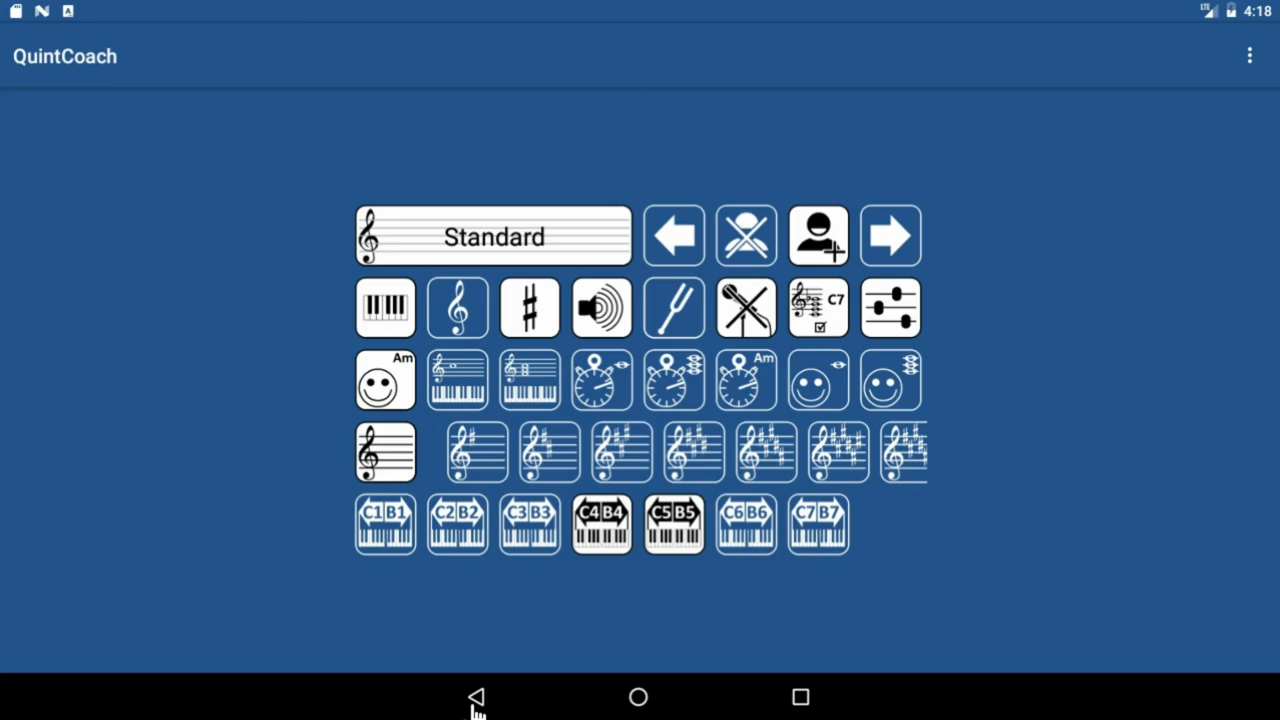 LTE 4:18
QuintCoach
Standard
C7
Am
Am
C1 B1 C2 B2 C3 B3 C4 B4 C5 B5 C6 B6 C7 B7